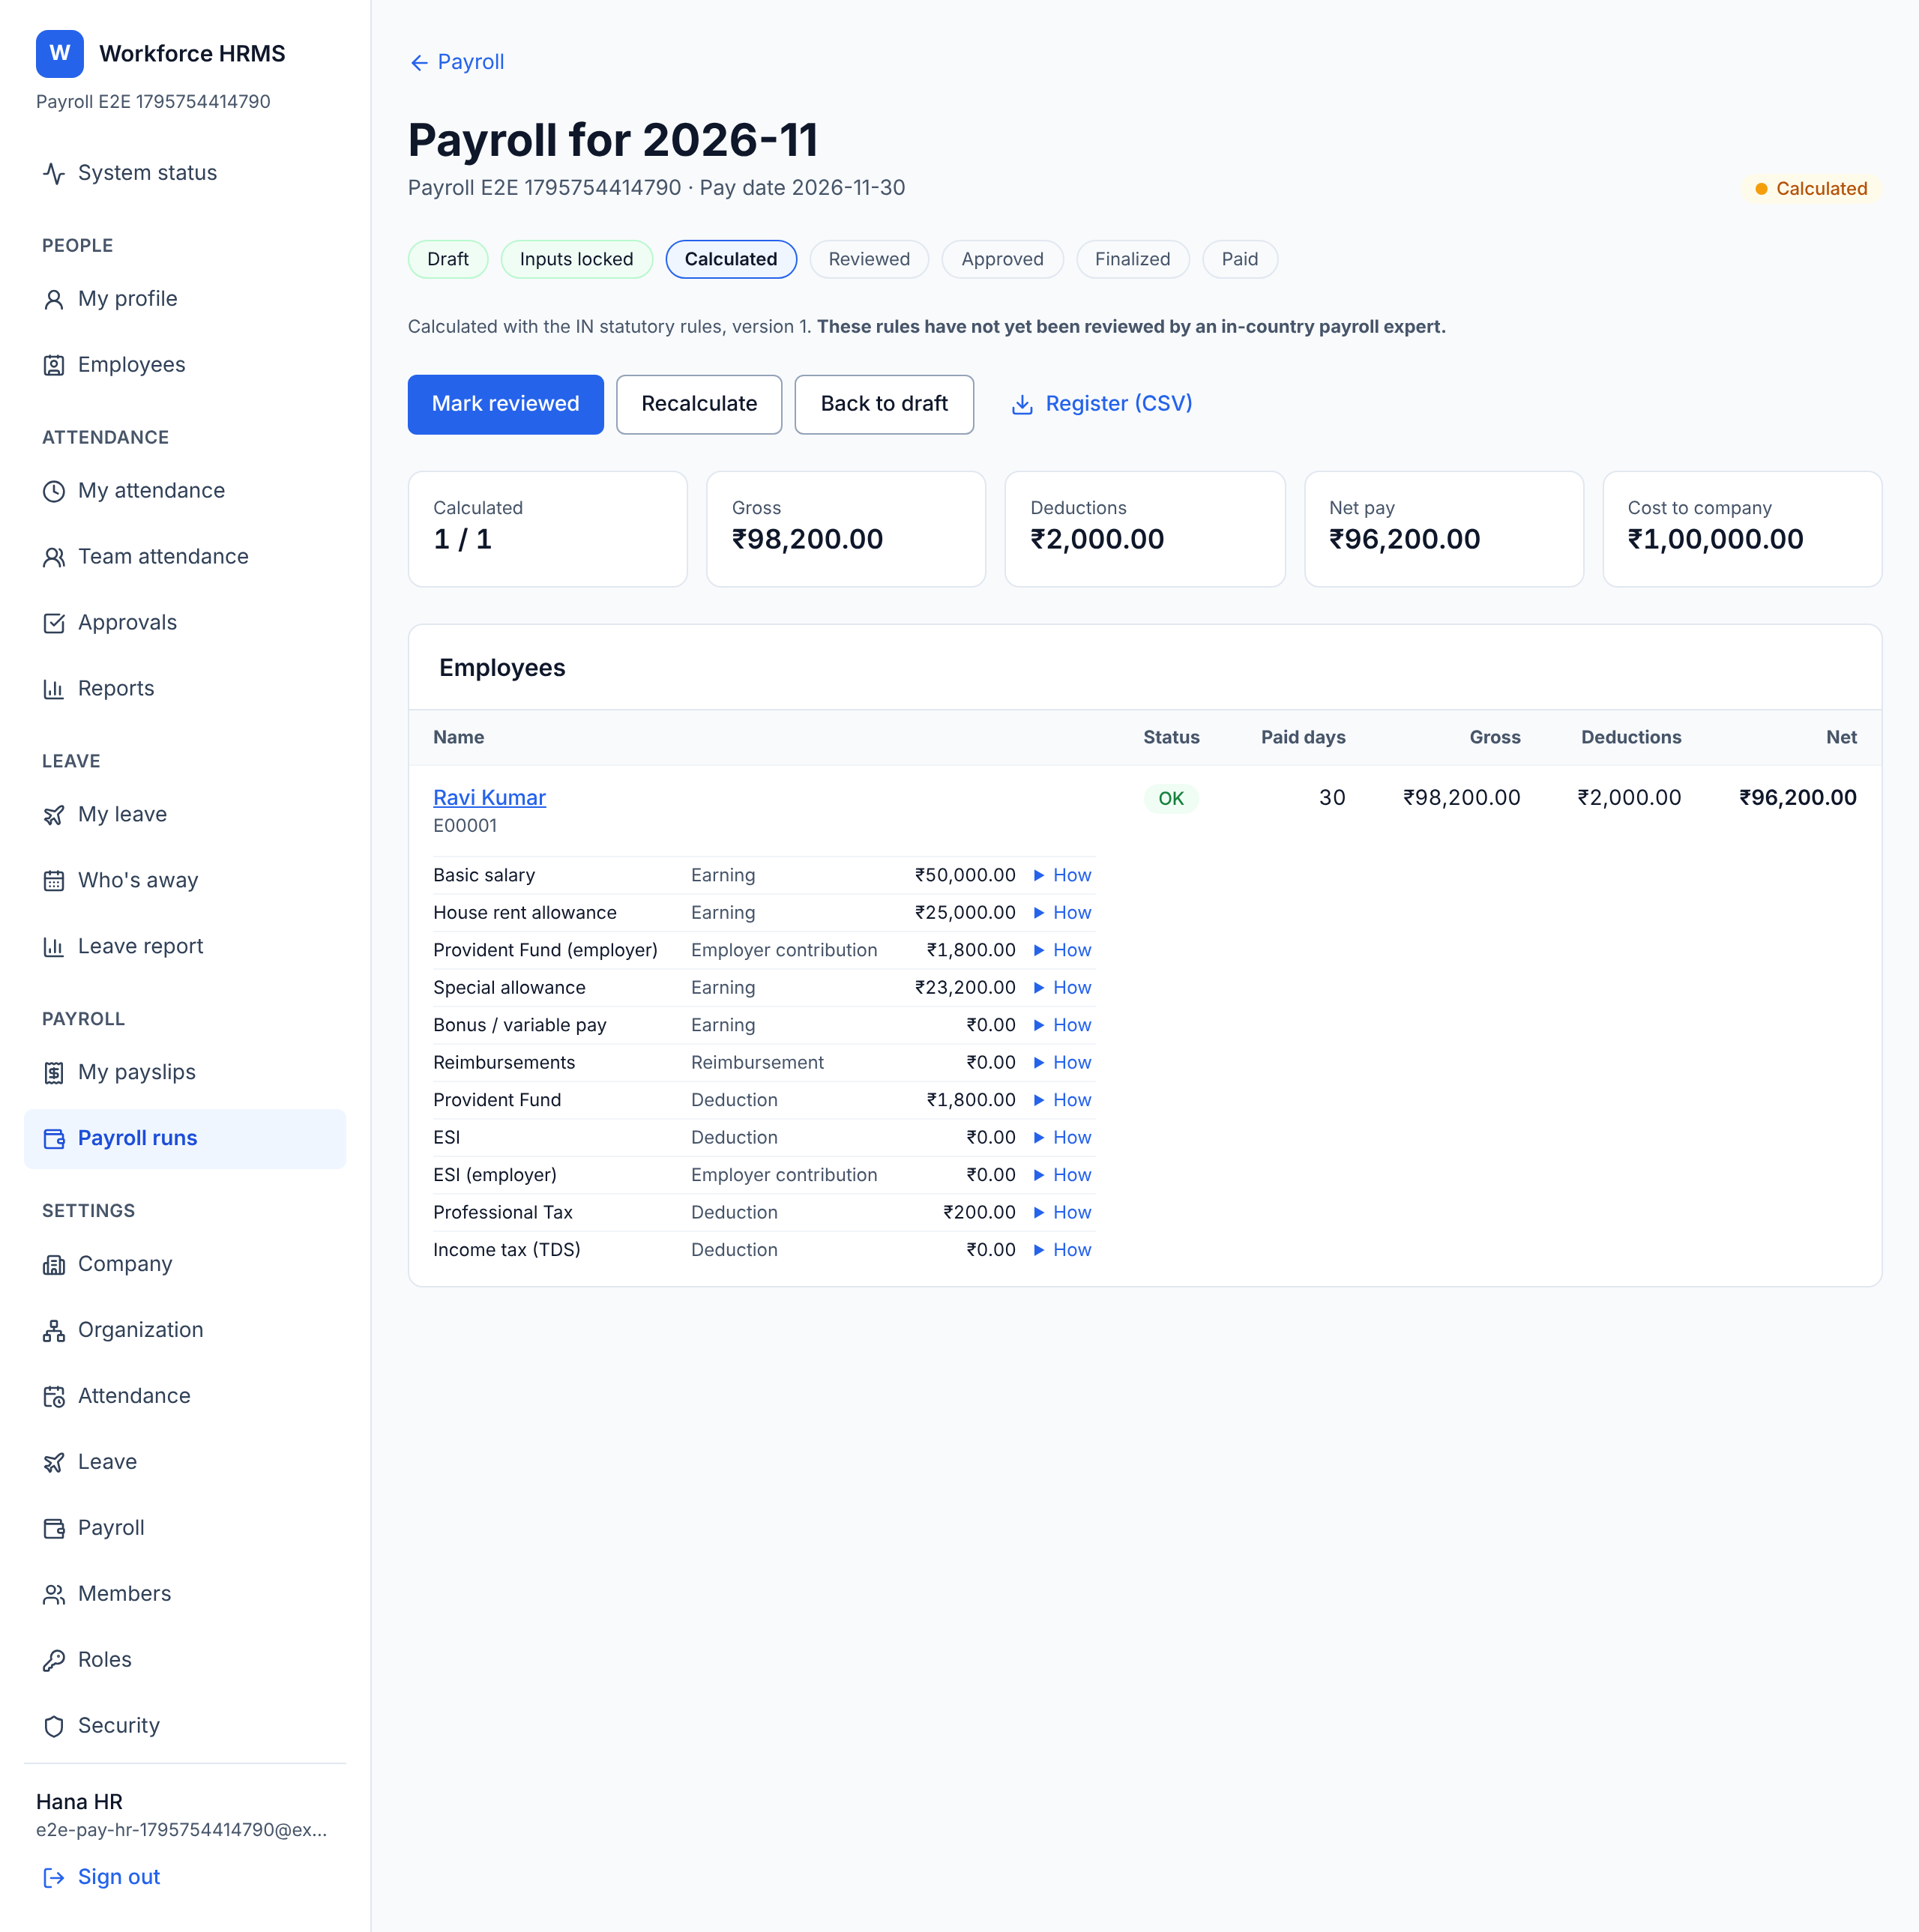 W Workforce HRMS
Payroll E2E 1795754414790
System status
PEOPLE
My profile
Employees
ATTENDANCE
My attendance
Team attendance
Approvals
Reports
LEAVE
My leave
Who's away
Leave report
PAYROLL
My payslips
Payroll runs
SETTINGS
Company
Organization
Attendance
Leave
Payroll
Members
Roles
Security
Hana HR
e2e-pay-hr-1795754414790@ex...
Sign out
← Payroll
Payroll for 2026-11
Payroll E2E 1795754414790 · Pay date 2026-11-30
Calculated
Draft Inputs locked Calculated Reviewed Approved Finalized Paid
Calculated with the IN statutory rules, version 1. These rules have not yet been reviewed by an in-country payroll expert.
Mark reviewed Recalculate Back to draft Register (CSV)
Calculated Gross Deductions Net pay Cost to company
1 / 1 ₹98,200.00 ₹2,000.00 ₹96,200.00 ₹1,00,000.00
Employees
Name Status Paid days Gross Deductions Net
Ravi Kumar OK 30 ₹98,200.00 ₹2,000.00 ₹96,200.00
E00001
Basic salary Earning ₹50,000.00 ▶ How
House rent allowance Earning ₹25,000.00 ▶ How
Provident Fund (employer) Employer contribution ₹1,800.00 ▶ How
Special allowance Earning ₹23,200.00 ▶ How
Bonus / variable pay Earning ₹0.00 ▶ How
Reimbursements Reimbursement ₹0.00 ▶ How
Provident Fund Deduction ₹1,800.00 ▶ How
ESI Deduction ₹0.00 ▶ How
ESI (employer) Employer contribution ₹0.00 ▶ How
Professional Tax Deduction ₹200.00 ▶ How
Income tax (TDS) Deduction ₹0.00 ▶ How